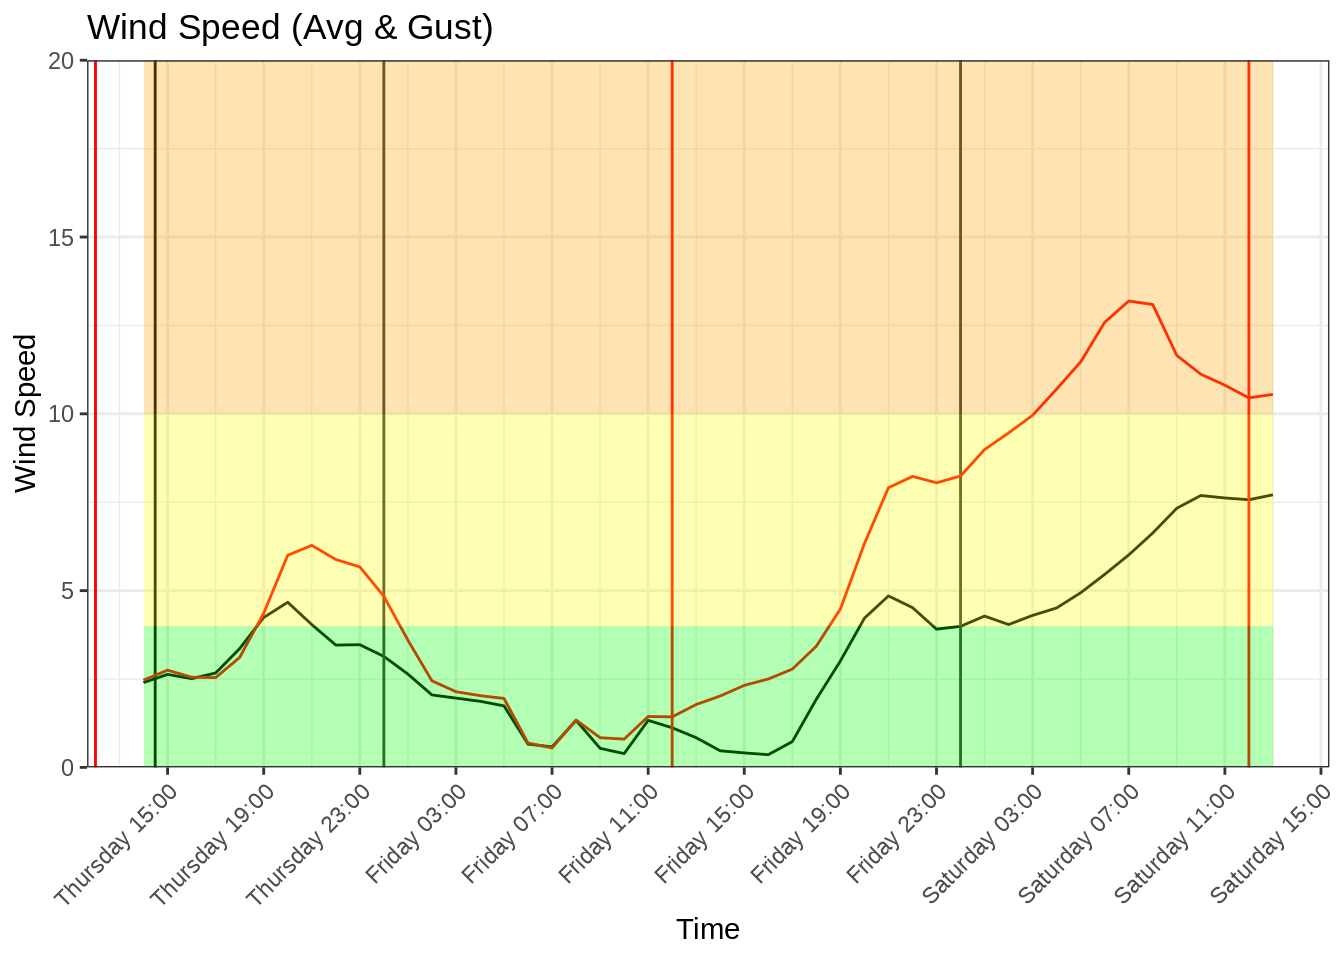 Wind Speed (Avg & Gust)
20
15
10
5
0
Wind Speed
Thursday 15:00
Thursday 19:00
Thursday 23:00
Friday 03:00
Friday 07:00
Friday 11:00
Friday 15:00
Friday 19:00
Friday 23:00
Saturday 03:00
Saturday 07:00
Saturday 11:00
Saturday 15:00
Time